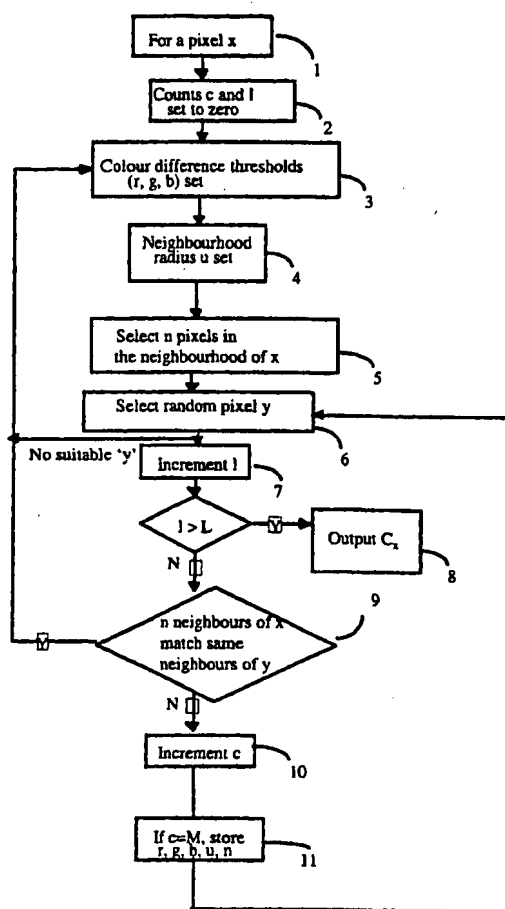 For a pixel x
1
Counts c and l
set to zero
2
Colour difference thresholds
(r, g, b) set
3
Neighbourhood
radius u set
4
Select n pixels in
the neighbourhood of x
5
Select random pixel y
6
No suitable 'y'
Increment l
7
l > L
Y
Output Cₓ
8
N
9
n neighbours of x
match same
neighbours of y
Y
N
Increment c
10
If c=M, store
r, g, b, u, n
11